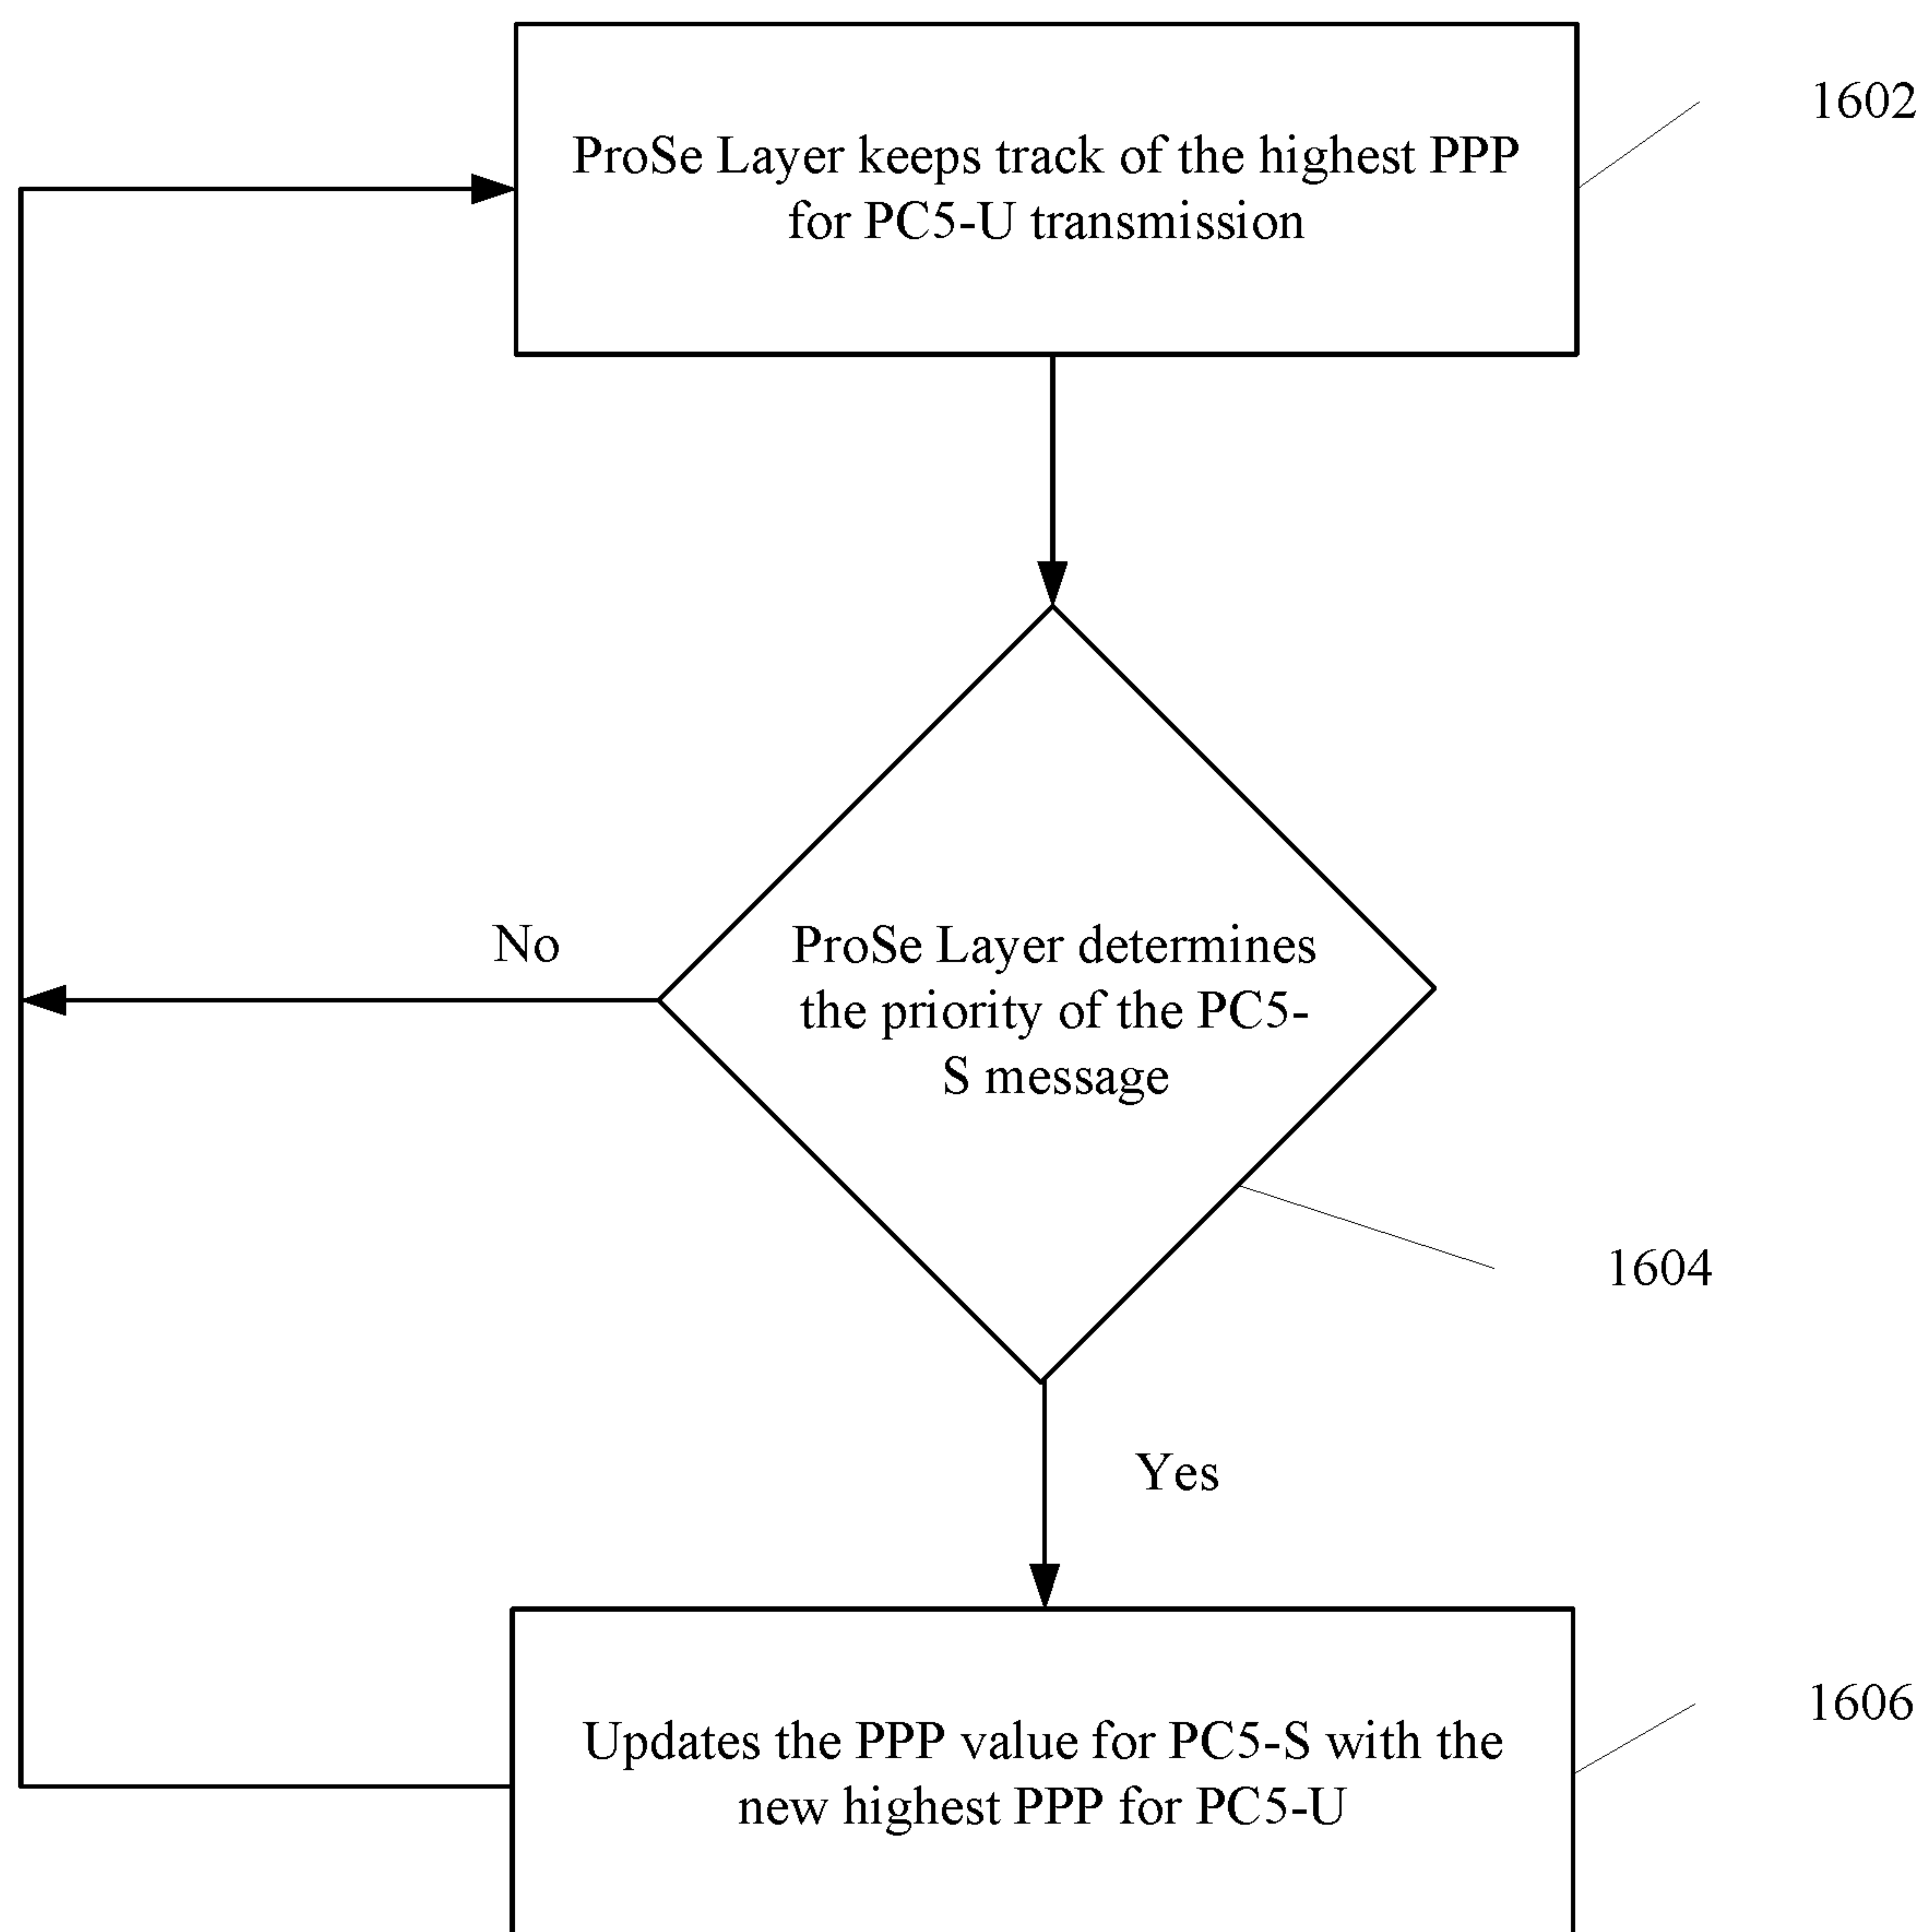 ProSe Layer keeps track of the highest PPP
for PC5-U transmission
1602
No
ProSe Layer determines
the priority of the PC5-
S message
1604
Yes
Updates the PPP value for PC5-S with the
new highest PPP for PC5-U
1606